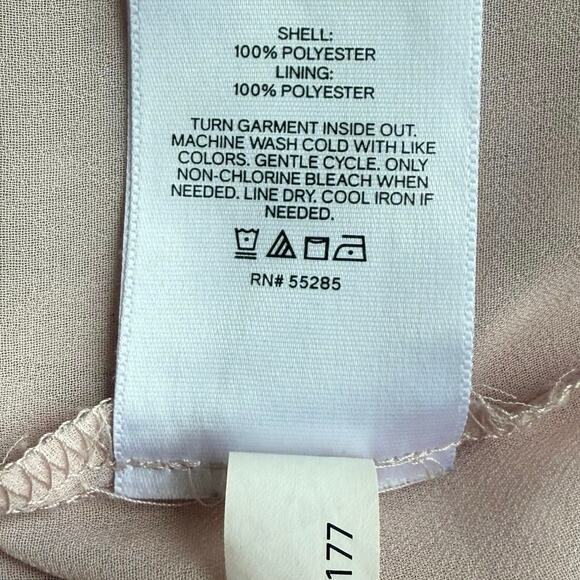 SHELL:
100% POLYESTER
LINING:
100% POLYESTER
TURN GARMENT INSIDE OUT.
MACHINE WASH COLD WITH LIKE
COLORS. GENTLE CYCLE. ONLY
NON-CHLORINE BLEACH WHEN
NEEDED. LINE DRY. COOL IRON IF
NEEDED.
RN# 55285
177